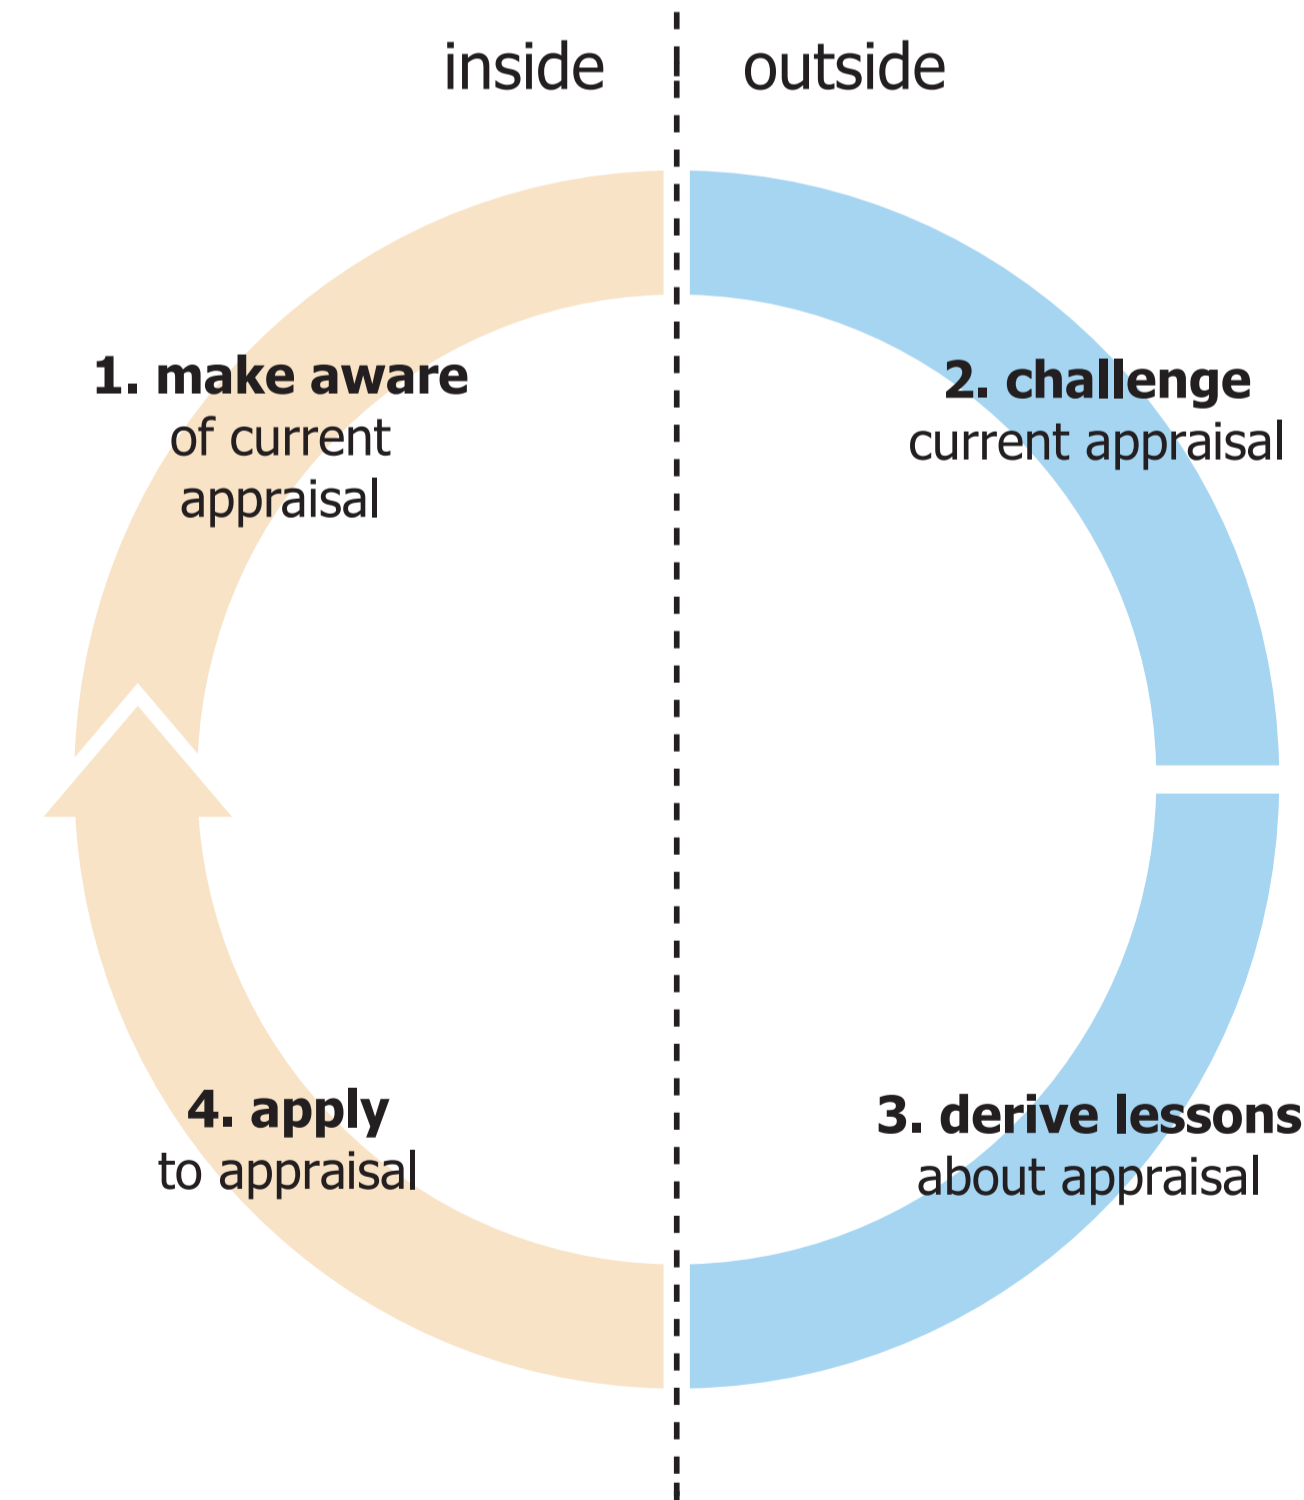 inside
outside
1. make aware
of current
appraisal
2. challenge
current appraisal
3. derive lessons
about appraisal
4. apply
to appraisal